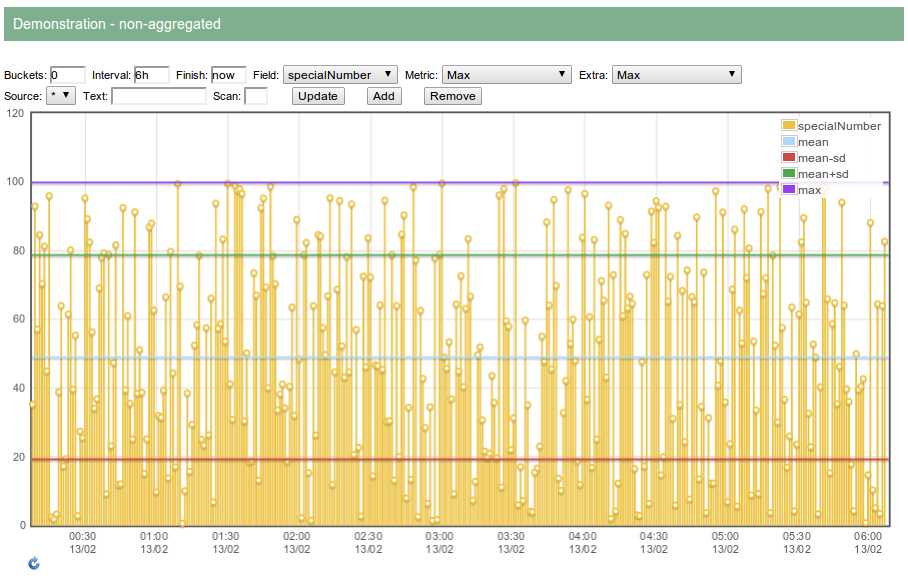 Demonstration - non-aggregated
Buckets: 0 Interval: 6h Finish: now Field: specialNumber Metric: Max Extra: Max
Source: * Text: Scan: Update Add Remove
120
100
80
60
40
20
0
specialNumber
mean
mean-sd
mean+sd
max
00:30 01:00 01:30 02:00 02:30 03:00 03:30 04:00 04:30 05:00 05:30 06:00
13/02 13/02 13/02 13/02 13/02 13/02 13/02 13/02 13/02 13/02 13/02 13/02